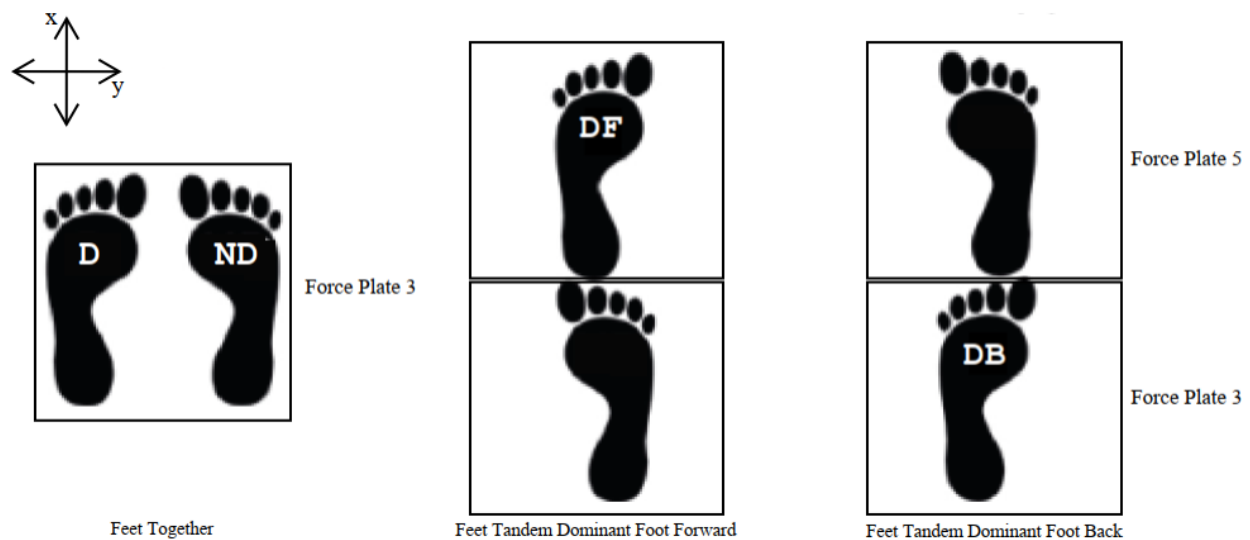 x
y
DF
Force Plate 5
D
ND
Force Plate 3
DB
Force Plate 3
Feet Together
Feet Tandem Dominant Foot Forward
Feet Tandem Dominant Foot Back